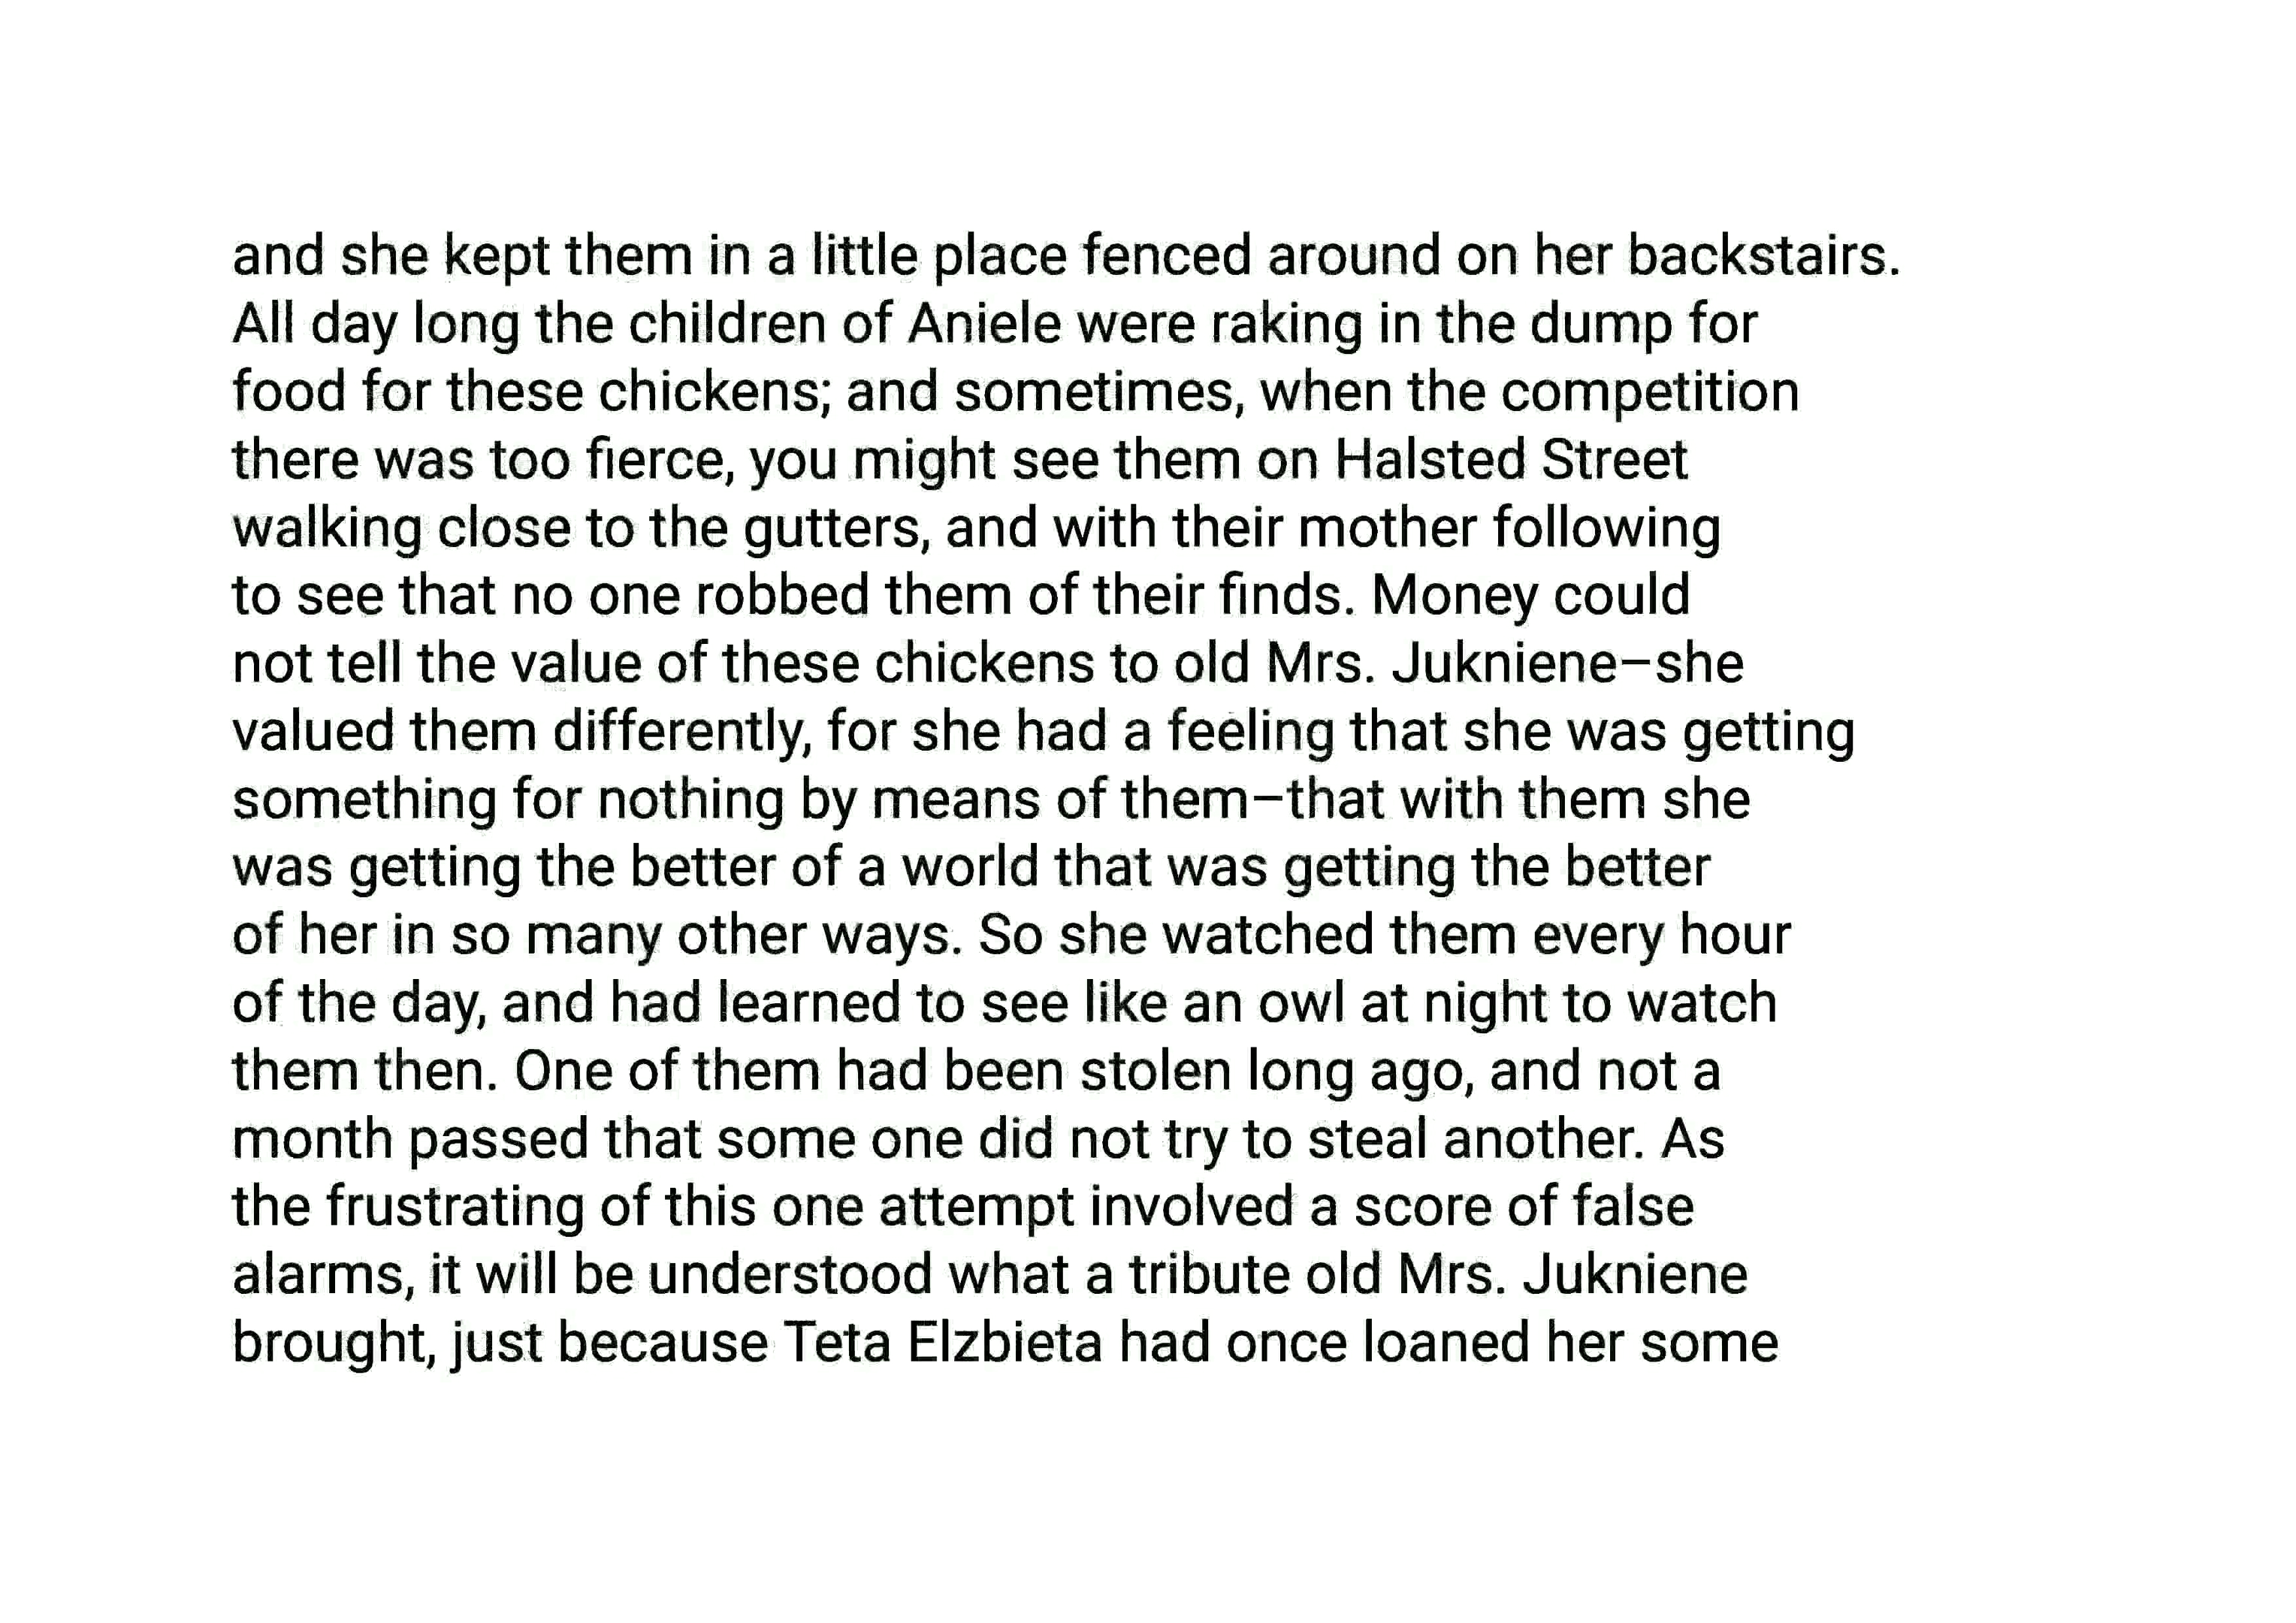 and she kept them in a little place fenced around on her backstairs.
All day long the children of Aniele were raking in the dump for
food for these chickens; and sometimes, when the competition
there was too fierce, you might see them on Halsted Street
walking close to the gutters, and with their mother following
to see that no one robbed them of their finds. Money could
not tell the value of these chickens to old Mrs. Jukniene–she
valued them differently, for she had a feeling that she was getting
something for nothing by means of them–that with them she
was getting the better of a world that was getting the better
of her in so many other ways. So she watched them every hour
of the day, and had learned to see like an owl at night to watch
them then. One of them had been stolen long ago, and not a
month passed that some one did not try to steal another. As
the frustrating of this one attempt involved a score of false
alarms, it will be understood what a tribute old Mrs. Jukniene
brought, just because Teta Elzbieta had once loaned her some